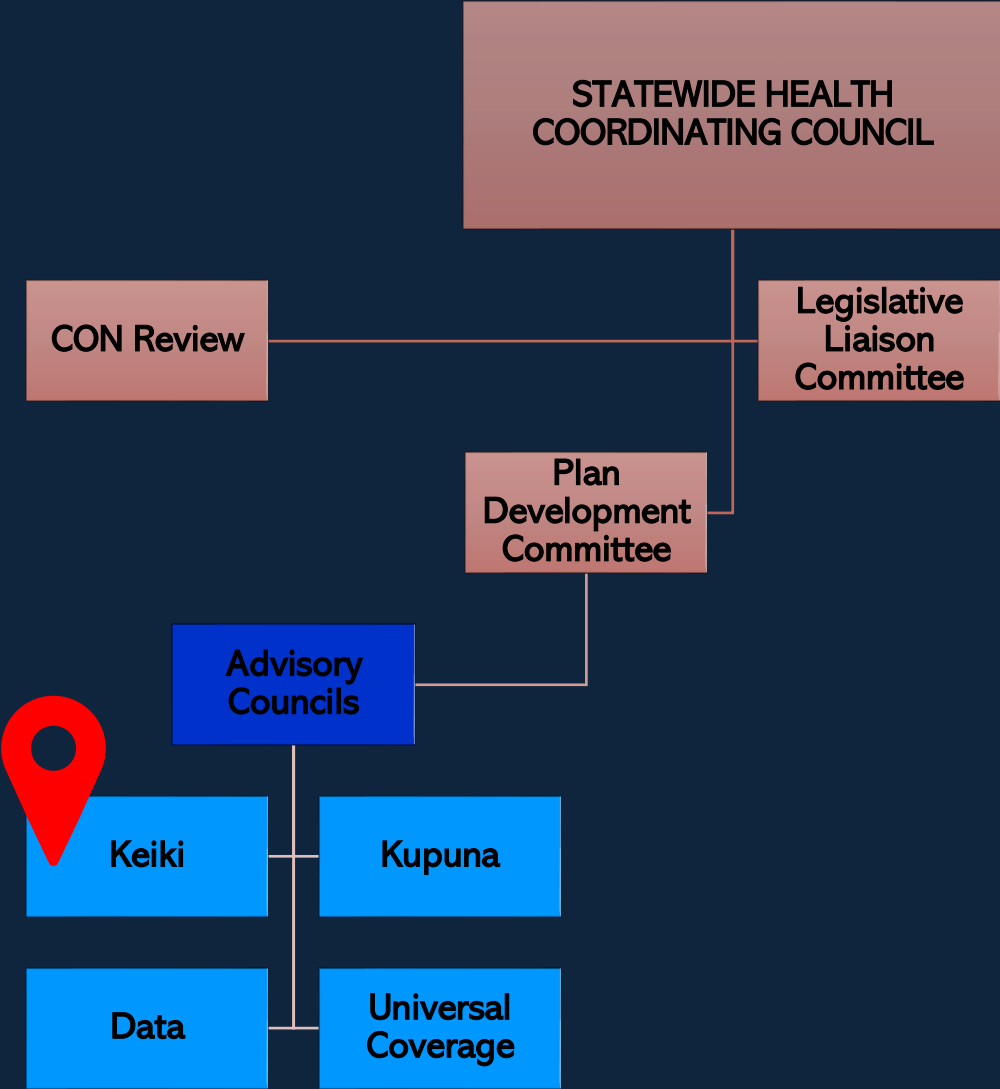 STATEWIDE HEALTH
COORDINATING COUNCIL
CON Review
Legislative
Liaison
Committee
Plan
Development
Committee
Advisory
Councils
Keiki
Kupuna
Data
Universal
Coverage